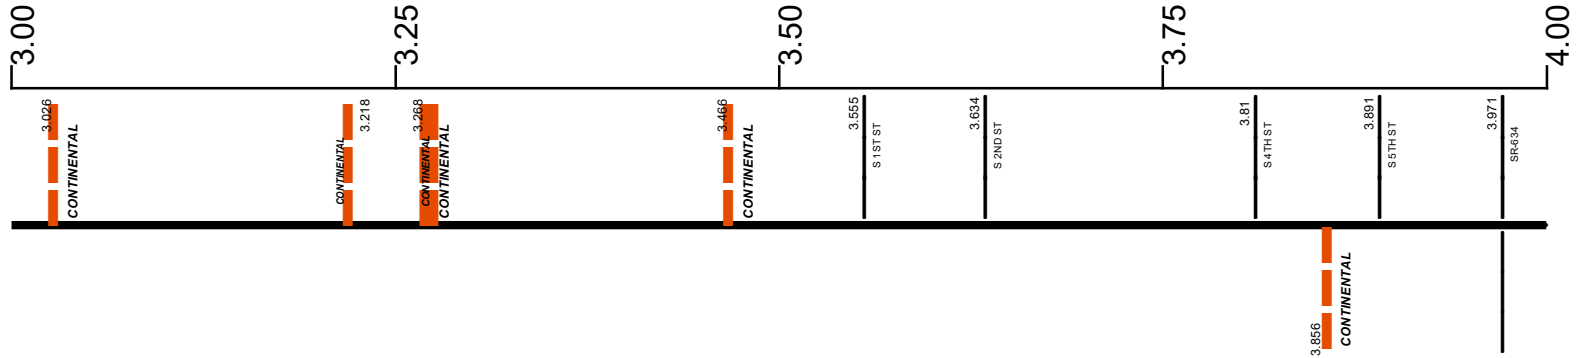 3.00
3.25
3.50
3.75
4.00
3.026
CONTINENTAL
CONTINENTAL
3.218
3.268
CONTINENTAL
CONTINENTAL
3.466
CONTINENTAL
3.555
S 1ST ST
3.634
S 2ND ST
3.81
S 4TH ST
3.891
S 5TH ST
3.971
SR-634
3.856
CONTINENTAL